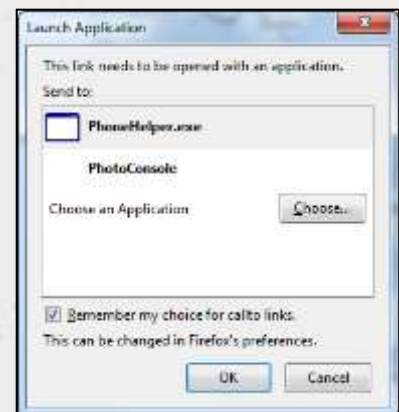 Launch Application
This link needs to be opened with an application.
Send to:
PhoneHelper.exe
PhotoConsole
Choose an Application
Choose...
Remember my choice for callto links.
This can be changed in Firefox's preferences.
OK
Cancel